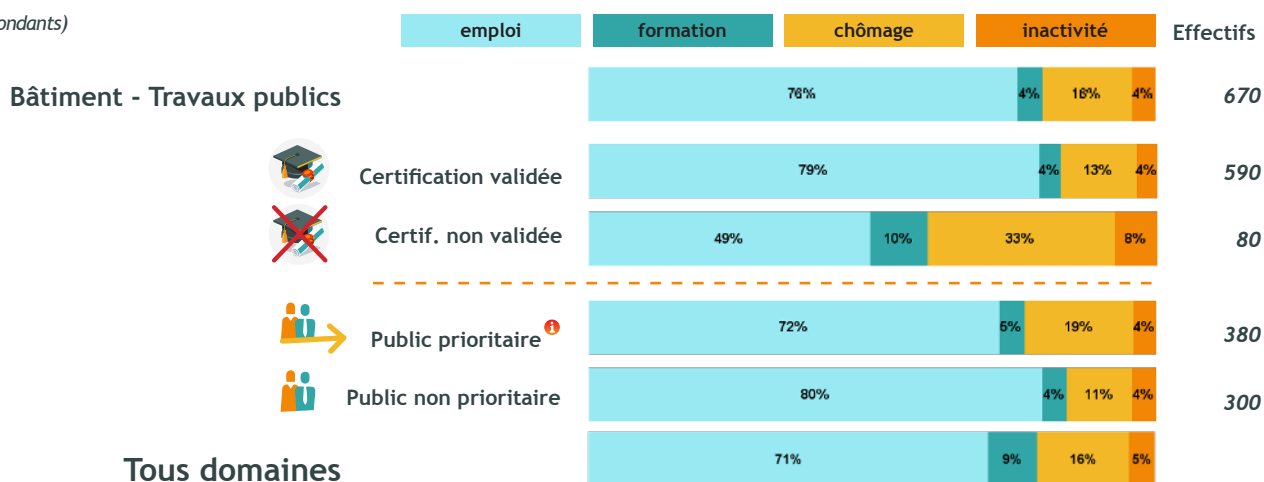 ondants)
emploi formation chômage inactivité Effectifs
Bâtiment - Travaux publics 76% 4% 16% 4% 670
Certification validée 79% 4% 13% 4% 590
Certif. non validée 49% 10% 33% 8% 80
Public prioritaire i 72% 5% 19% 4% 380
Public non prioritaire 80% 4% 11% 4% 300
Tous domaines 71% 9% 16% 5%